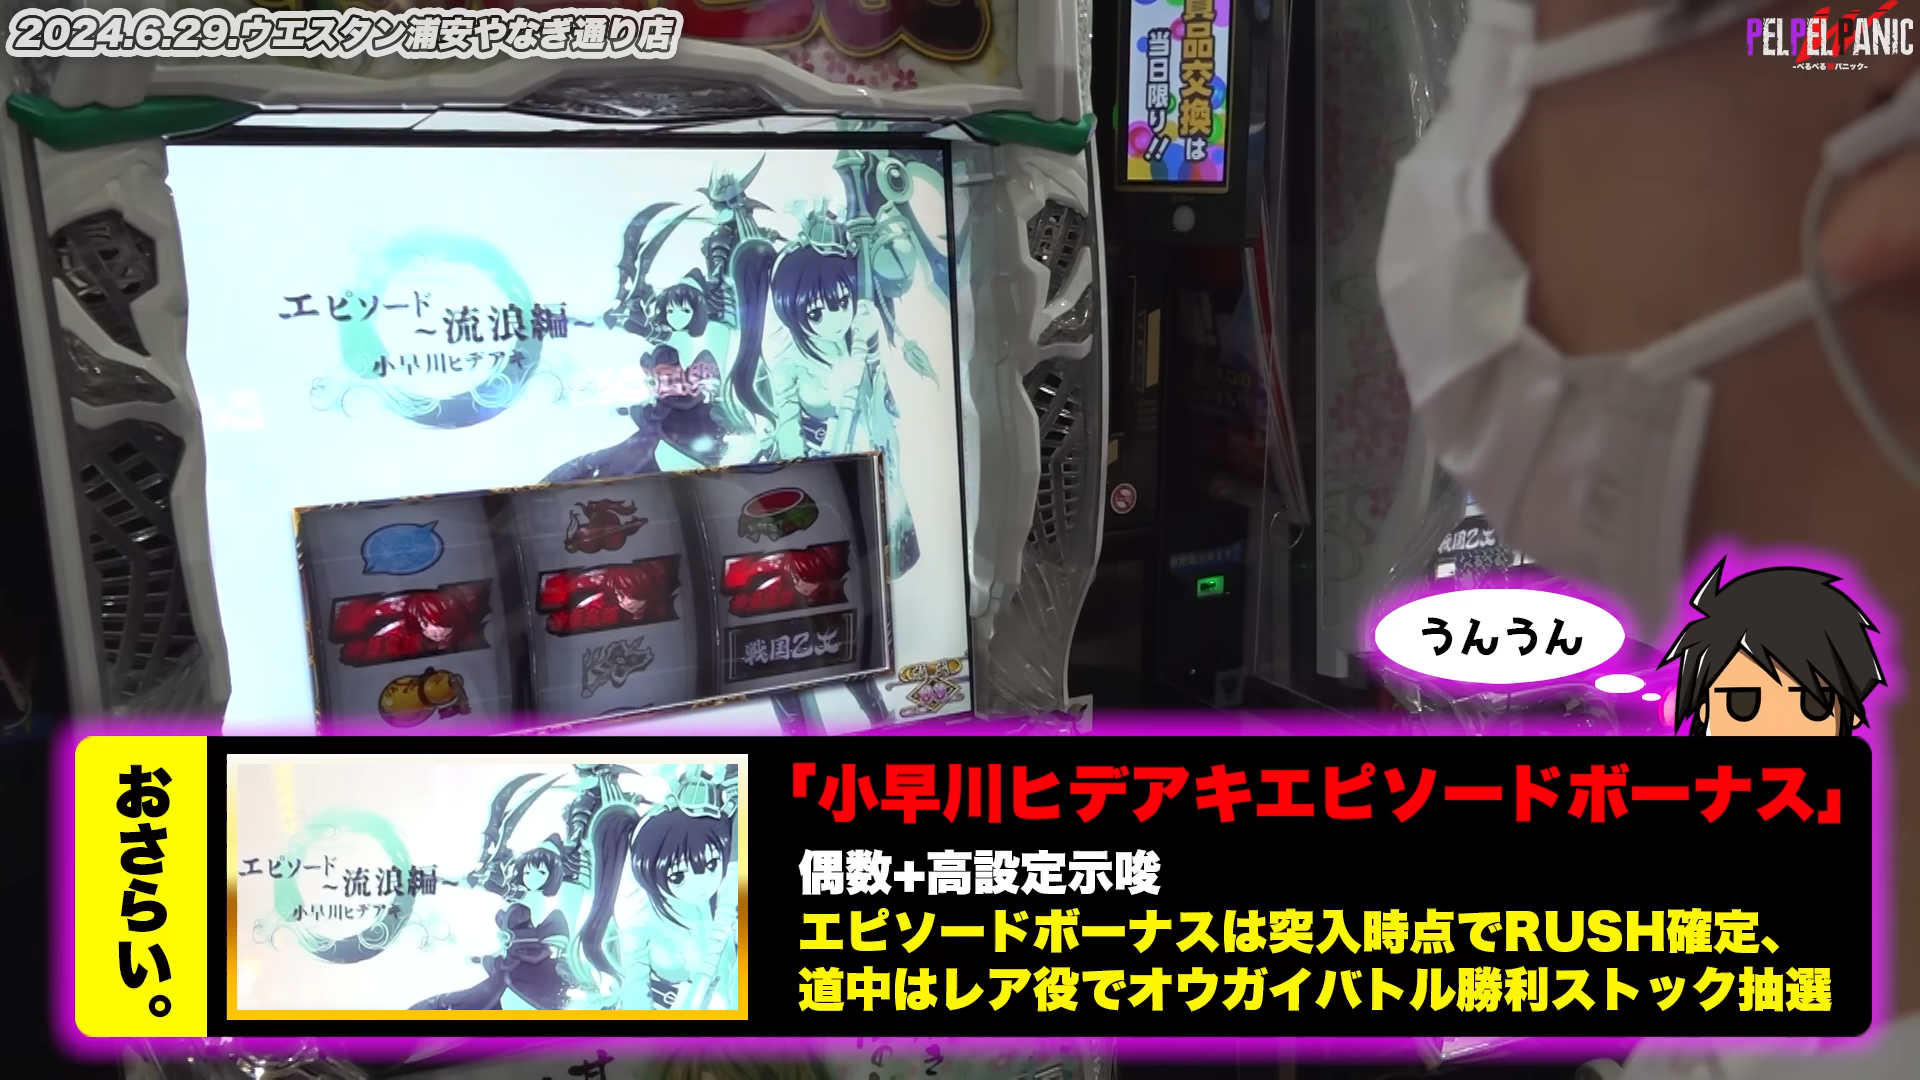 2024.6.29.ウエスタン浦安やなぎ通り店
PELPELPANIC
-ぺるぺるパニック-
景品交換は
当日限り!!
エピソード
～流浪編～
小早川ヒデアキ
戦国乙女
戦国乙女
うんうん
おさらい。
エピソード
～流浪編～
小早川ヒデアキ
「小早川ヒデアキエピソードボーナス」
偶数+高設定示唆
エピソードボーナスは突入時点でRUSH確定、
道中はレア役でオウガイバトル勝利ストック抽選